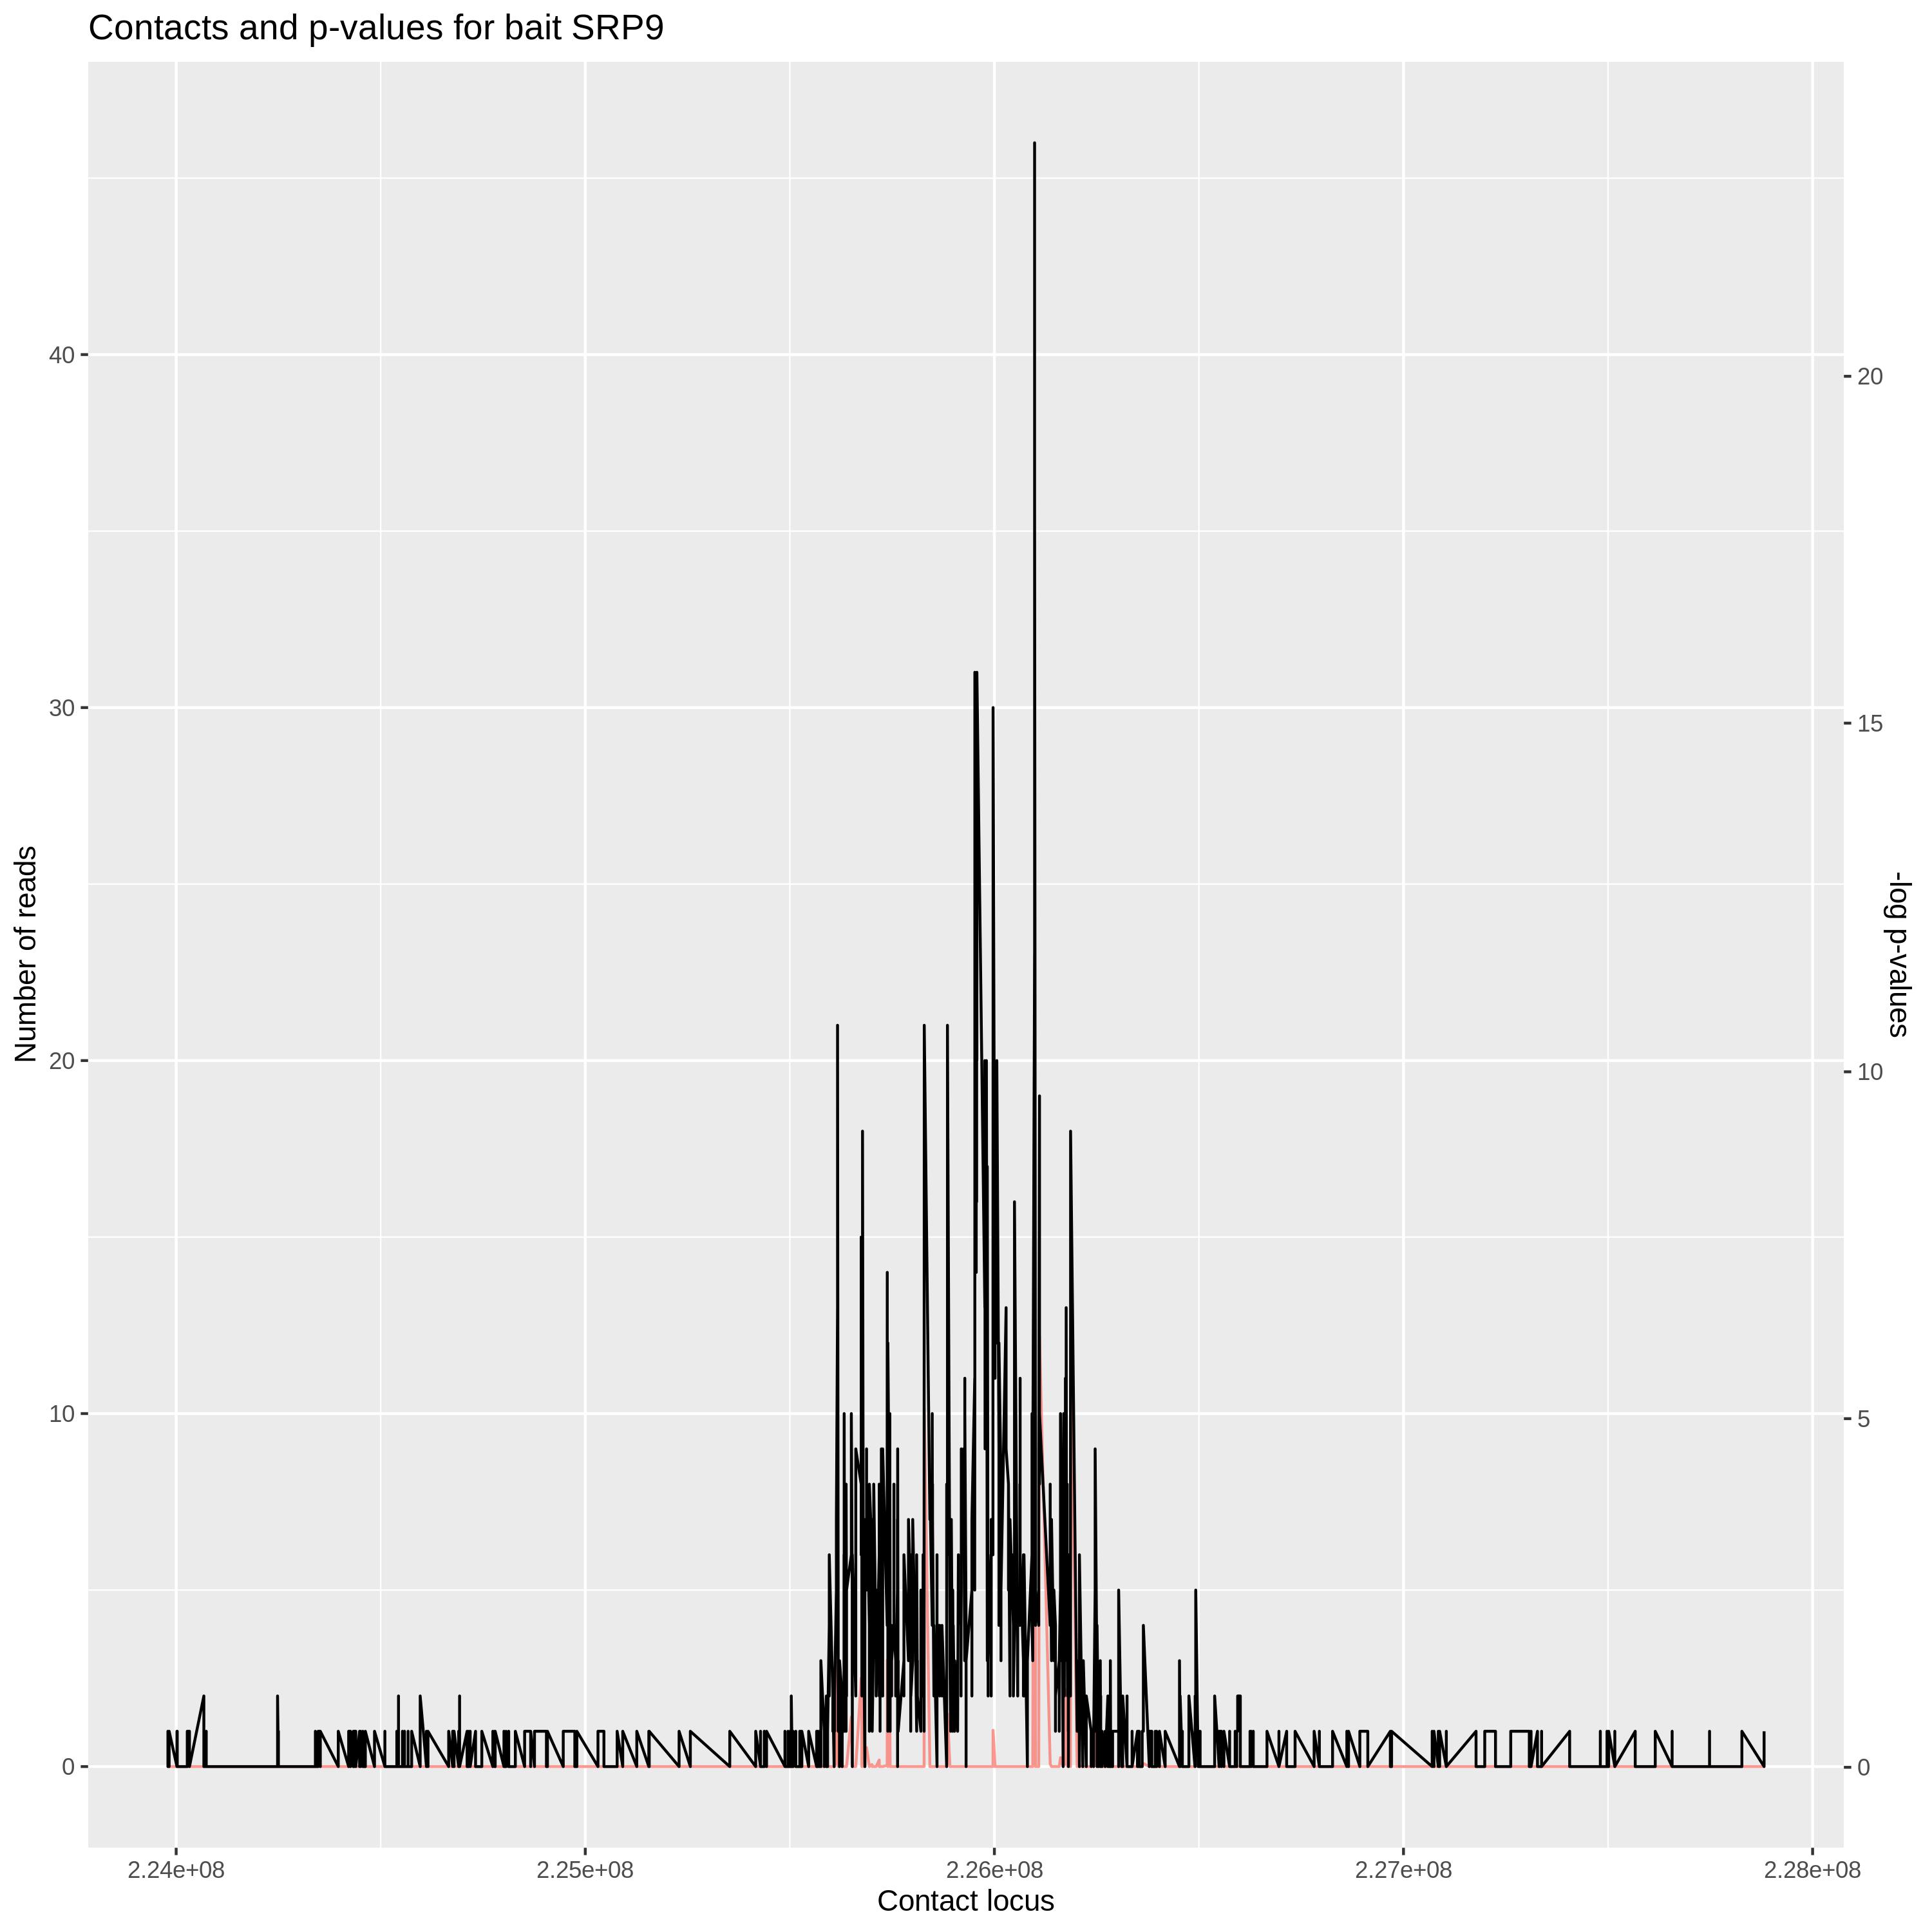 Contacts and p-values for bait SRP9
40
30
20
10
0
Number of reads
20
15
10
5
0
-log p-values
2.24e+08 2.25e+08 2.26e+08 2.27e+08 2.28e+08
Contact locus